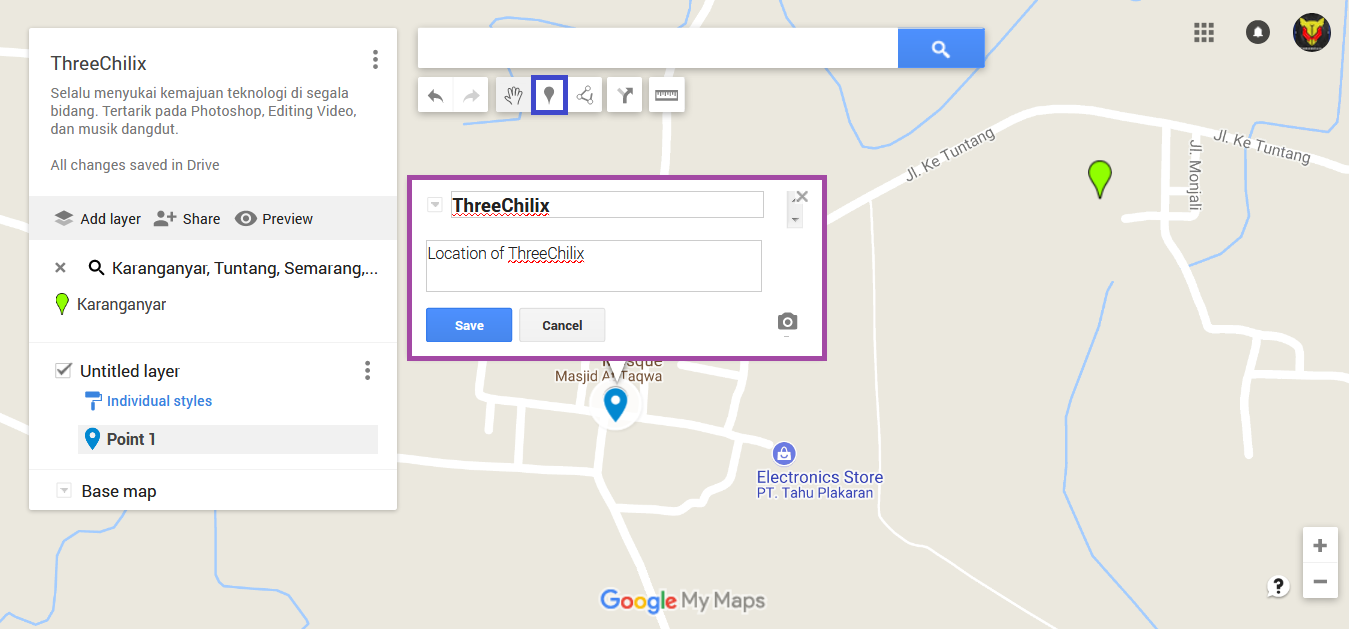 ThreeChilix
Selalu menyukai kemajuan teknologi di segala
bidang. Tertarik pada Photoshop, Editing Video,
dan musik dangdut.
All changes saved in Drive
Add layer
Share
Preview
Karanganyar, Tuntang, Semarang,...
Karanganyar
Untitled layer
Individual styles
Point 1
Base map
ThreeChilix
Location of ThreeChilix
Save
Cancel
Jl. Ke Tuntang
Jl. Ke Tuntang
Jl. Monjali
Masjid At Taqwa
Electronics Store
PT. Tahu Plakaran
Google My Maps
+
−
?